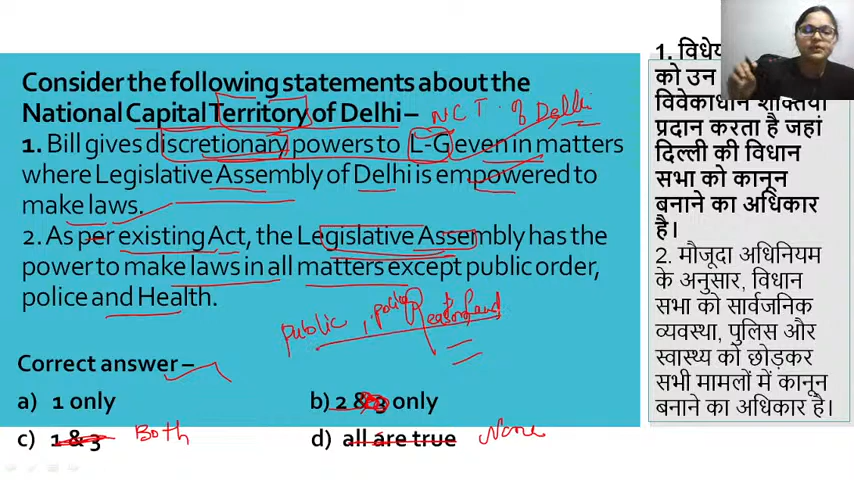 Consider the following statements about the
National Capital Territory of Delhi –
NCT of Delhi
1. Bill gives discretionary powers to L-G even in matters
where Legislative Assembly of Delhi is empowered to
make laws.
2. As per existing Act, the Legislative Assembly has the
power to make laws in all matters except public order,
police and Health.
public, police
Correct answer –
a) 1 only
b) 2 & 3 only
c) 1 & 3 Both
d) all are true None
1. विधेय
को उन
विवेकाधीन शक्तियां
प्रदान करता है जहां
दिल्ली की विधान
सभा को कानून
बनाने का अधिकार
है।
2. मौजूदा अधिनियम
के अनुसार, विधान
सभा को सार्वजनिक
व्यवस्था, पुलिस और
स्वास्थ्य को छोड़कर
सभी मामलों में कानून
बनाने का अधिकार है।